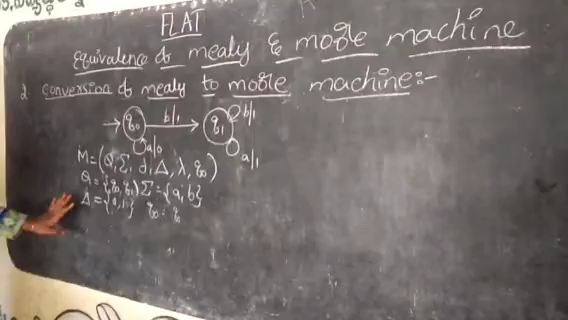 FLAT
Equivalence of mealy & moore machine
2 conversion of mealy to moore machine:-
→ q0 b/1 q1 b/1
a/0 a/1
M=(Q, Σ, δ, Δ, λ, q0)
Q={q0, q1} Σ={a, b}
Δ={0, 1} q0=q0